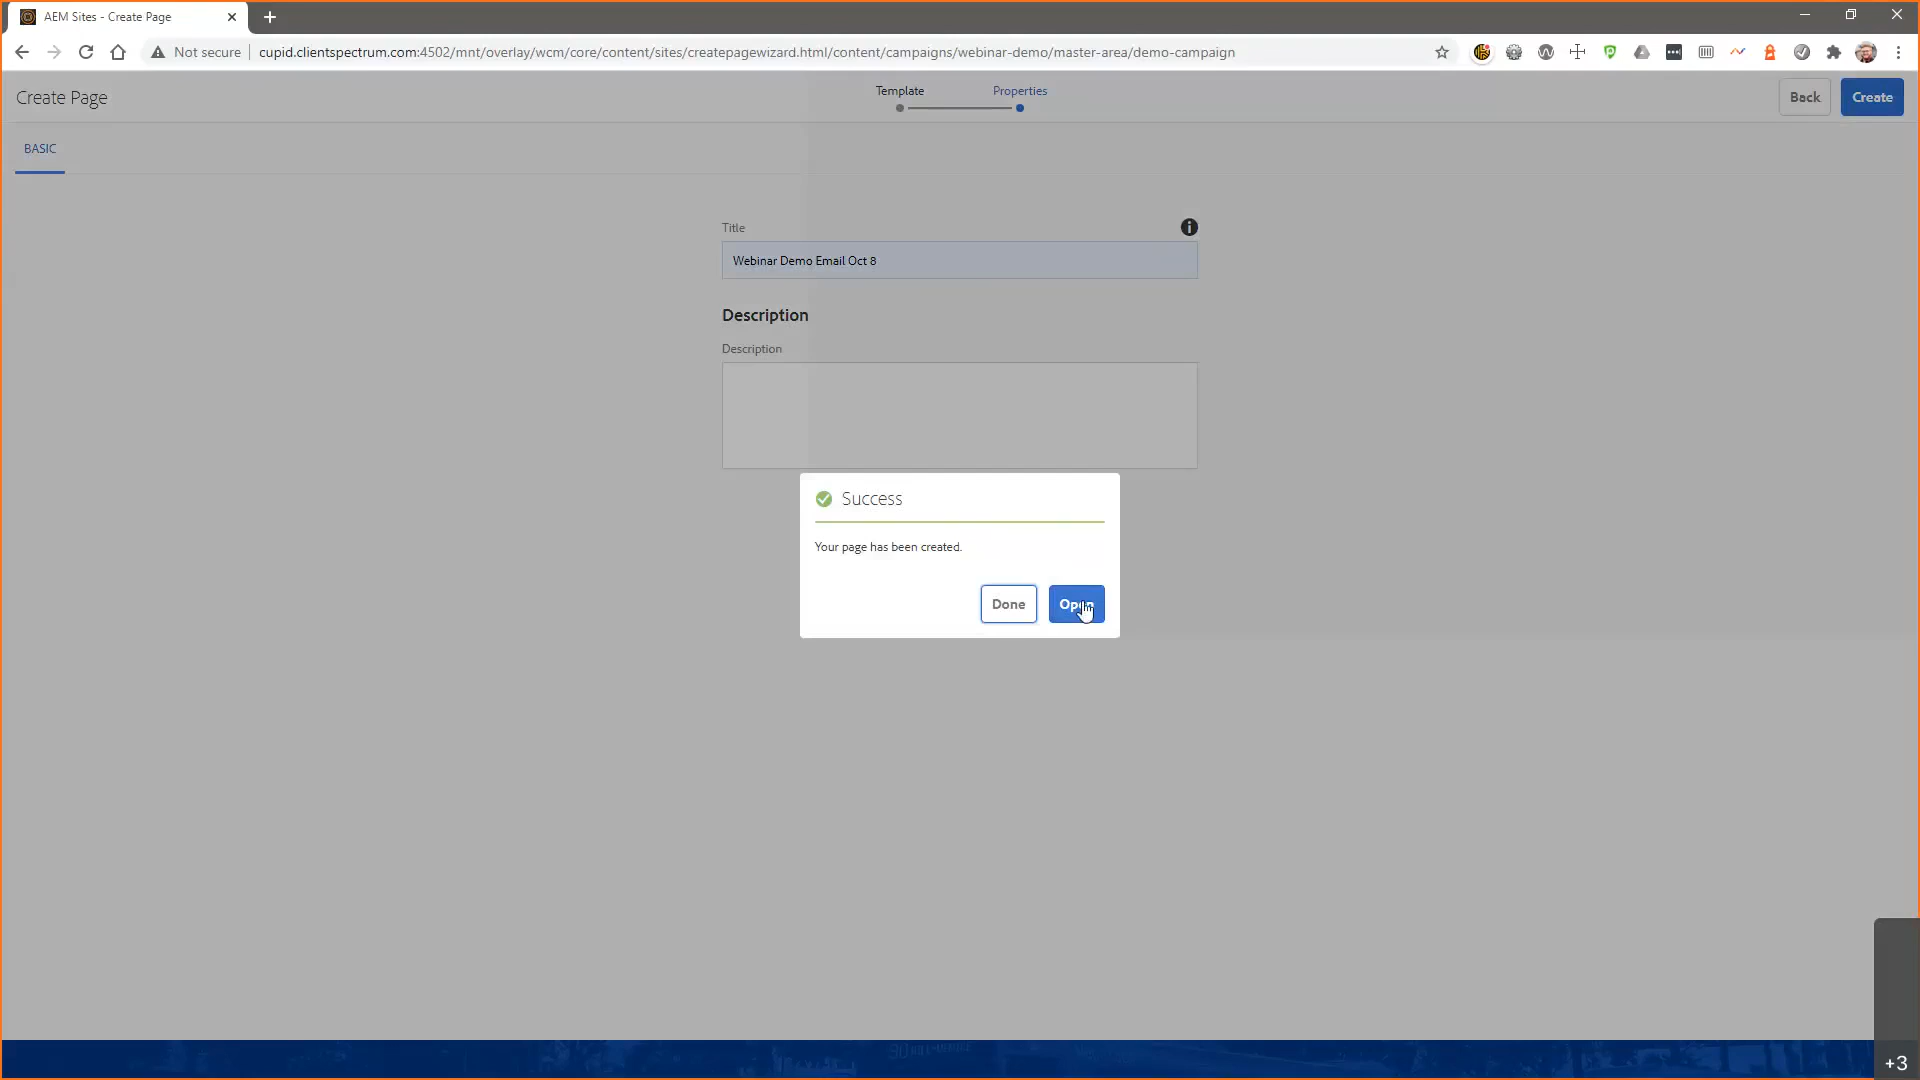 AEM Sites - Create Page
Not secure
cupid.clientspectrum.com:4502/mnt/overlay/wcm/core/content/sites/createpagewizard.html/content/campaigns/webinar-demo/master-area/demo-campaign
Create Page
Template
Properties
Back
Create
BASIC
Title
Webinar Demo Email Oct 8
Description
Description
Success
Your page has been created.
Done
Open
+3